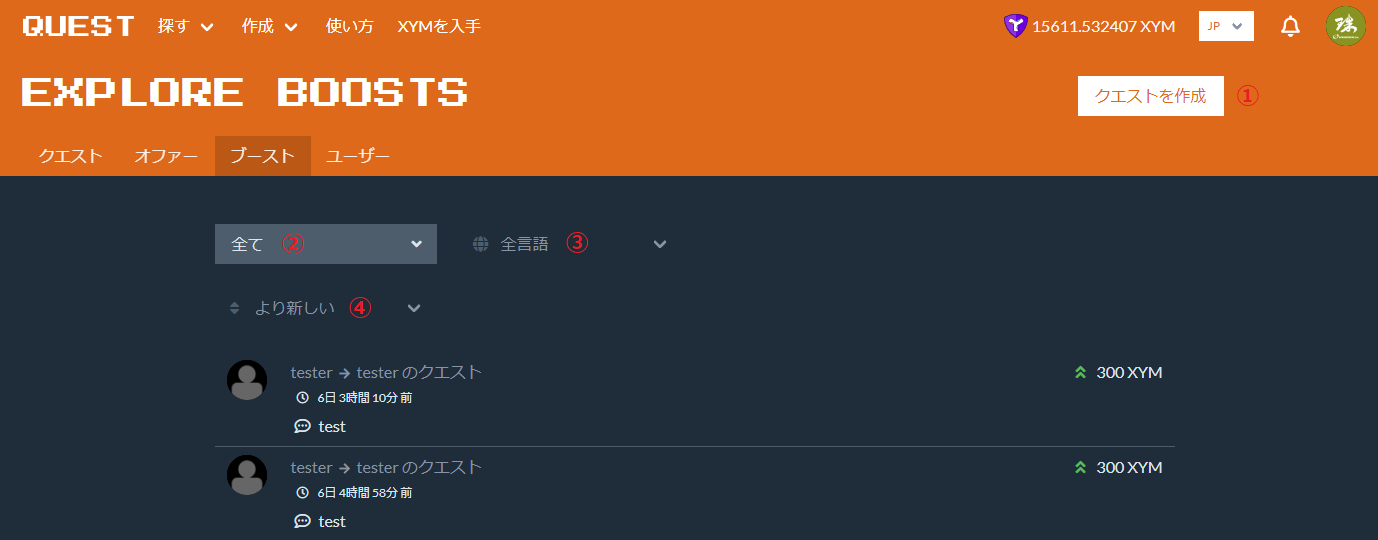 QUEST 探す 作成 使い方 XYMを入手 15611.532407 XYM JP
EXPLORE BOOSTS クエストを作成 ①
クエスト オファー ブースト ユーザー
全て ② 全言語 ③
より新しい ④
tester → tester のクエスト 300 XYM
6日 3時間 10分 前
test
tester → tester のクエスト 300 XYM
6日 4時間 58分 前
test